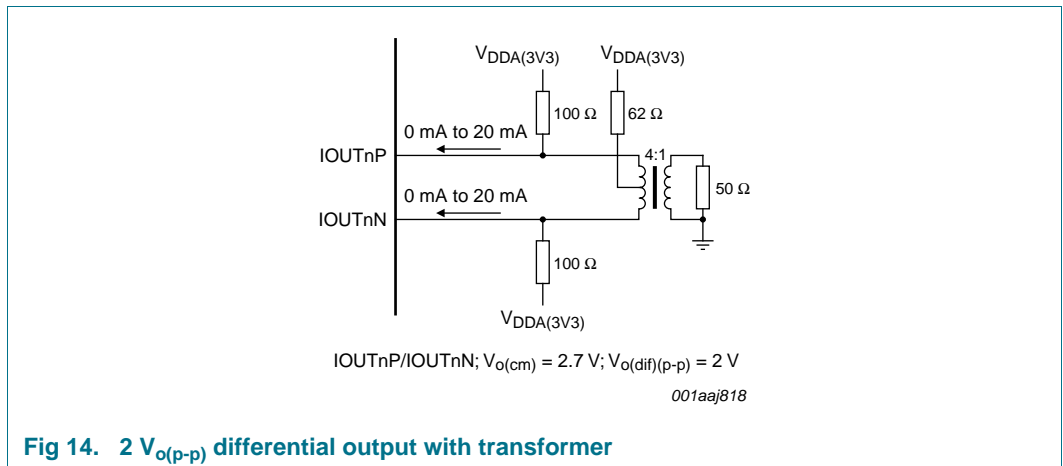 VDDA(3V3) VDDA(3V3)
100 Ω 62 Ω
0 mA to 20 mA
IOUTnP
4:1
50 Ω
0 mA to 20 mA
IOUTnN
100 Ω
VDDA(3V3)
IOUTnP/IOUTnN; Vo(cm) = 2.7 V; Vo(dif)(p-p) = 2 V
001aaj818
Fig 14. 2 Vo(p-p) differential output with transformer